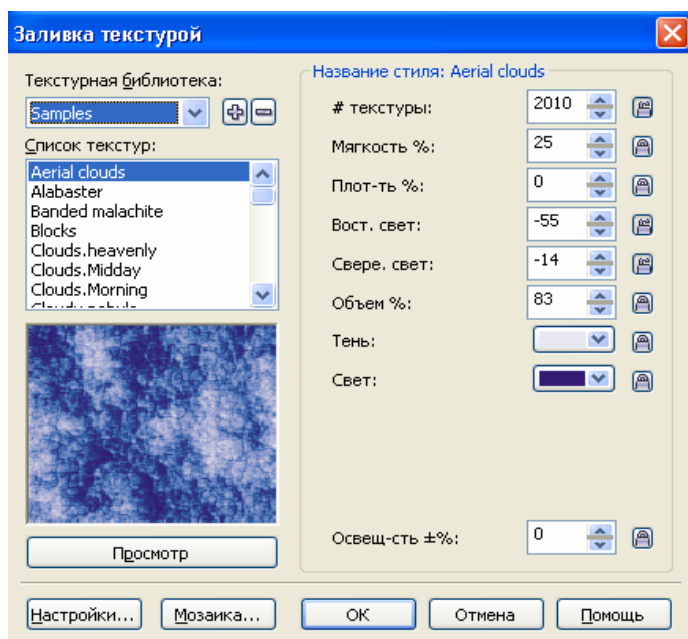 Заливка текстурой
Текстурная библиотека:
Samples
Список текстур:
Aerial clouds
Alabaster
Banded malachite
Blocks
Clouds.heavenly
Clouds.Midday
Clouds.Morning
Просмотр
Название стиля: Aerial clouds
# текстуры: 2010
Мягкость %: 25
Плот-ть %: 0
Вост. свет: -55
Свере. свет: -14
Объем %: 83
Тень:
Свет:
Освещ-сть ±%: 0
Настройки... Мозаика... OK Отмена Помощь